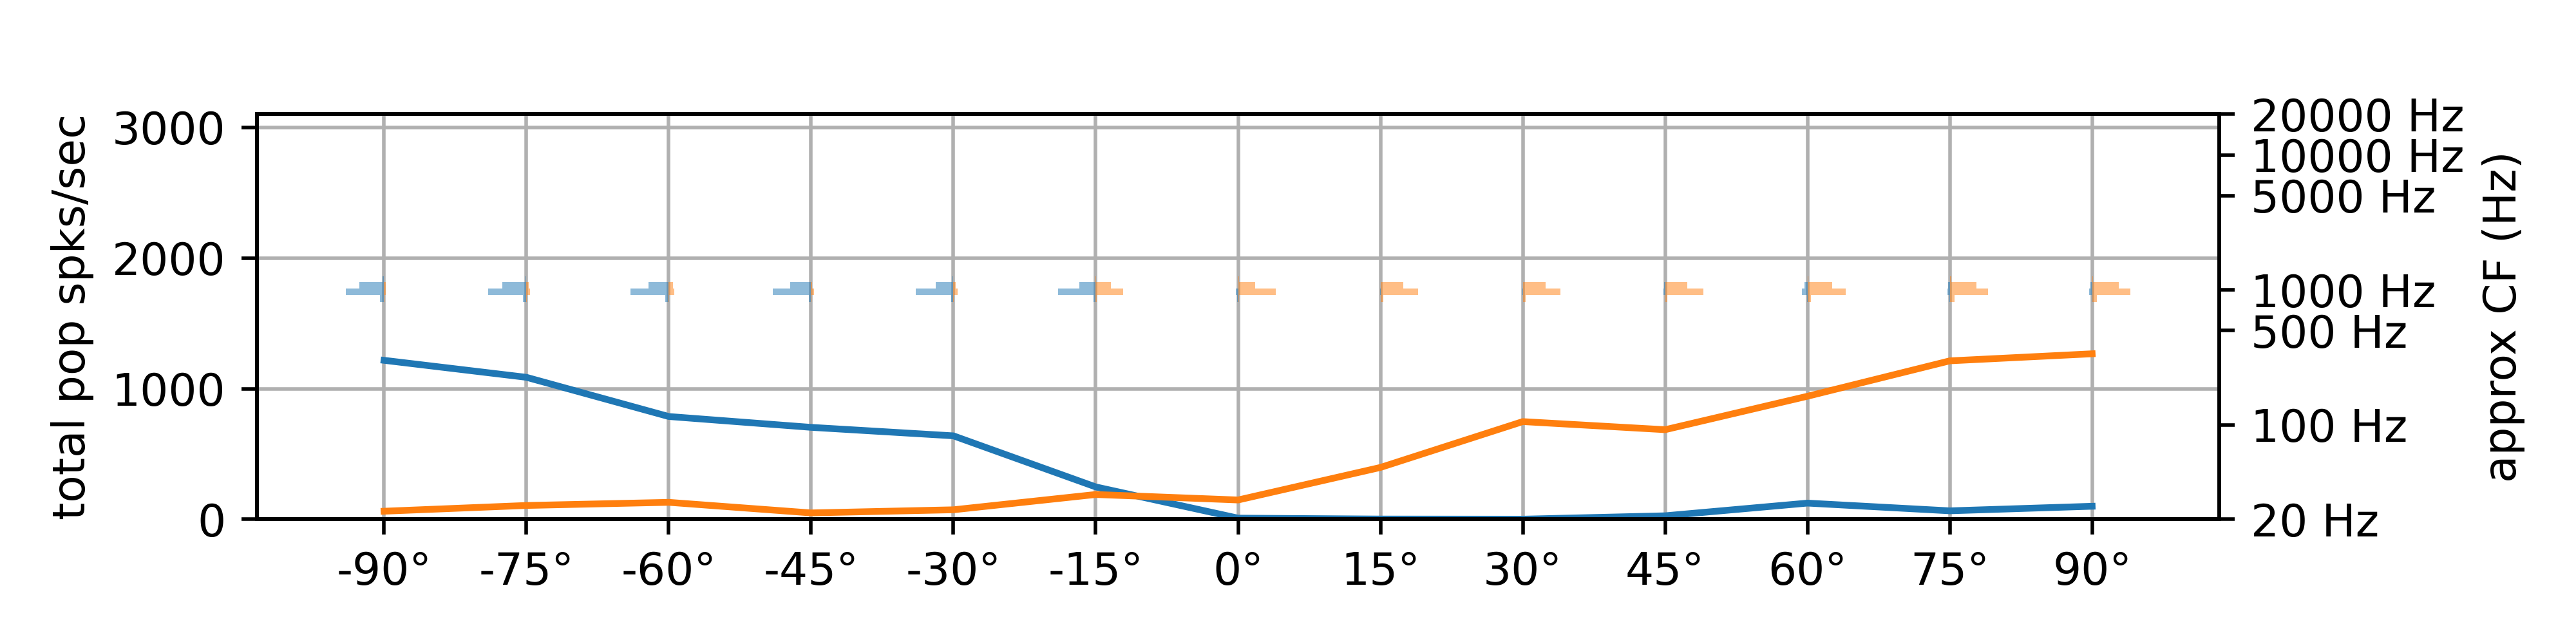 total pop spks/sec
3000
2000
1000
0
-90°
-75°
-60°
-45°
-30°
-15°
0°
15°
30°
45°
60°
75°
90°
20000 Hz
10000 Hz
5000 Hz
1000 Hz
500 Hz
100 Hz
20 Hz
approx CF (Hz)